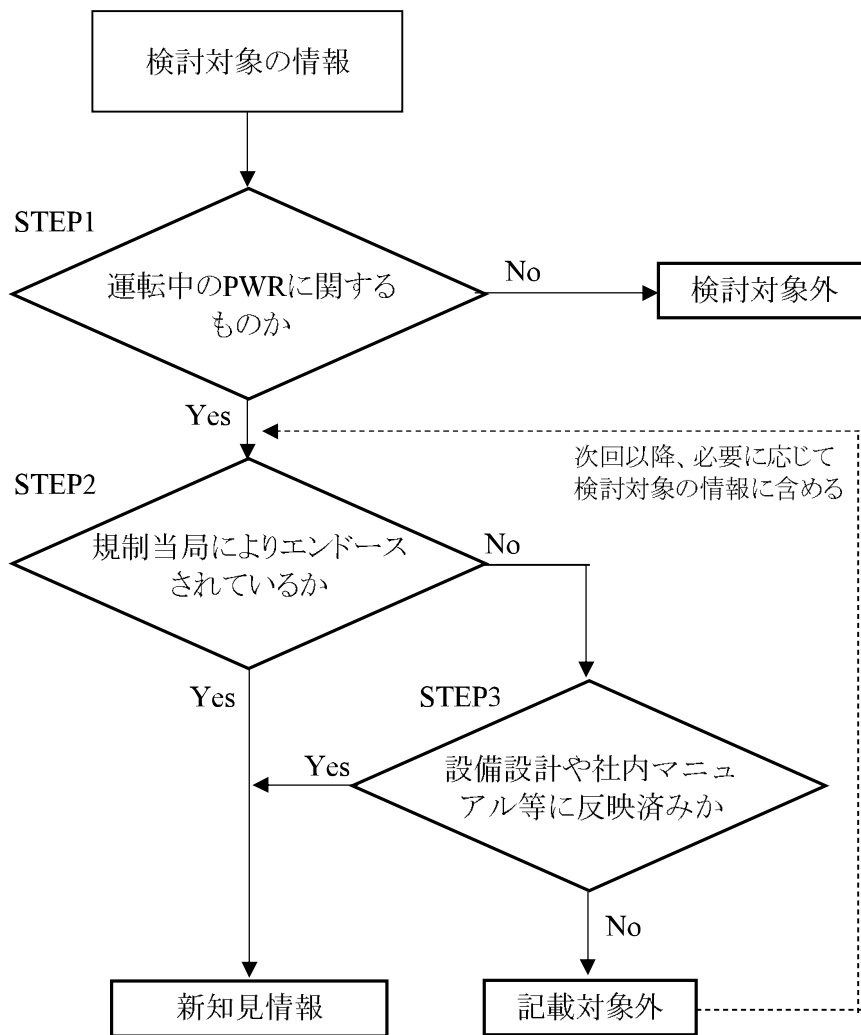 検討対象の情報
STEP1
運転中のPWRに関する
ものか
No
検討対象外
Yes
次回以降、必要に応じて
検討対象の情報に含める
STEP2
規制当局によりエンドース
されているか
No
Yes
STEP3
設備設計や社内マニュ
アル等に反映済みか
Yes
No
新知見情報
記載対象外